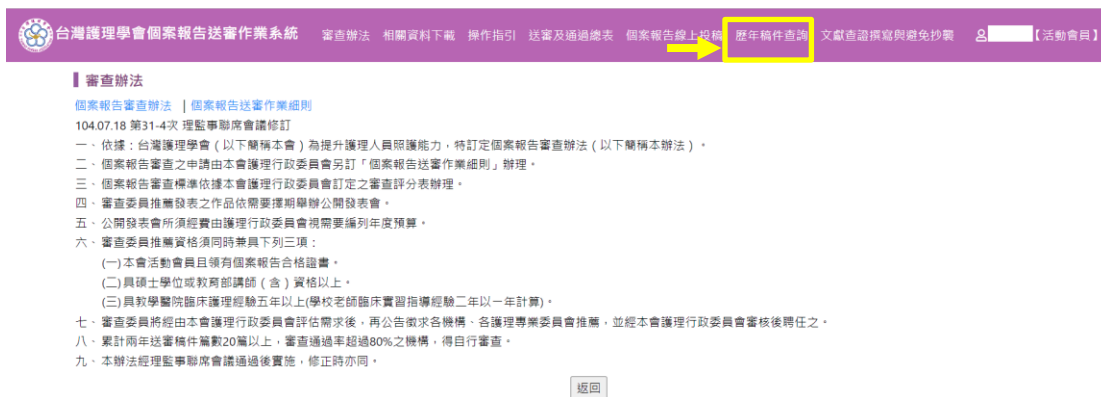 台灣護理學會個案報告送審作業系統 審查辦法 相關資料下載 操作指引 送審及通過總表 個案報告線上投稿 歷年稿件查詢 文獻查證撰寫與避免抄襲 【活動會員】
審查辦法
個案報告審查辦法 | 個案報告送審作業細則
104.07.18 第31-4次 理監事聯席會議修訂
一、依據：台灣護理學會（以下簡稱本會）為提升護理人員照護能力，特訂定個案報告審查辦法（以下簡稱本辦法）。
二、個案報告審查之申請由本會護理行政委員會另訂「個案報告送審作業細則」辦理。
三、個案報告審查標準依據本會護理行政委員會訂定之審查評分表辦理。
四、審查委員推薦發表之作品依需要擇期舉辦公開發表會。
五、公開發表會所須經費由護理行政委員會視需要編列年度預算。
六、審查委員推薦資格須同時兼具下列三項：
(一)本會活動會員且領有個案報告合格證書。
(二)具碩士學位或教育部講師（含）資格以上。
(三)具教學醫院臨床護理經驗五年以上(學校老師臨床實習指導經驗二年以一年計算)。
七、審查委員將經由本會護理行政委員會評估需求後，再公告徵求各機構、各護理專業委員會推薦，並經本會護理行政委員會審核後聘任之。
八、累計兩年送審稿件篇數20篇以上，審查通過率超過80%之機構，得自行審查。
九、本辦法經理監事聯席會議通過後實施，修正時亦同。
返回